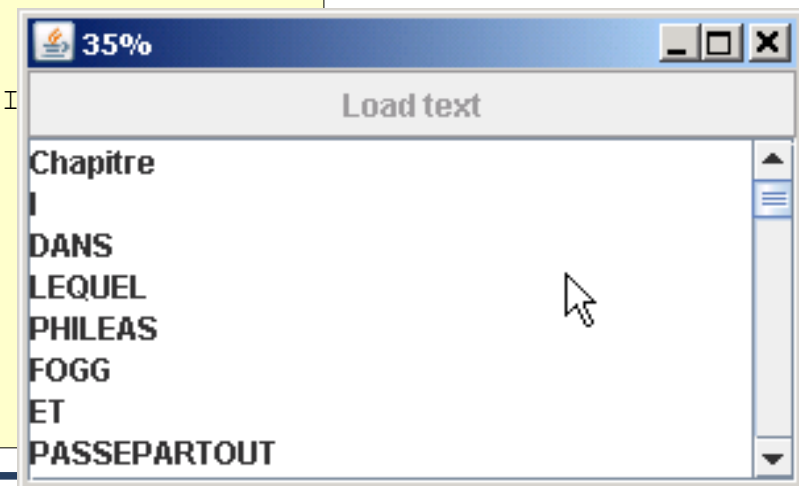 35%
Load text
Chapitre
I
DANS
LEQUEL
PHILEAS
FOGG
ET
PASSEPARTOUT